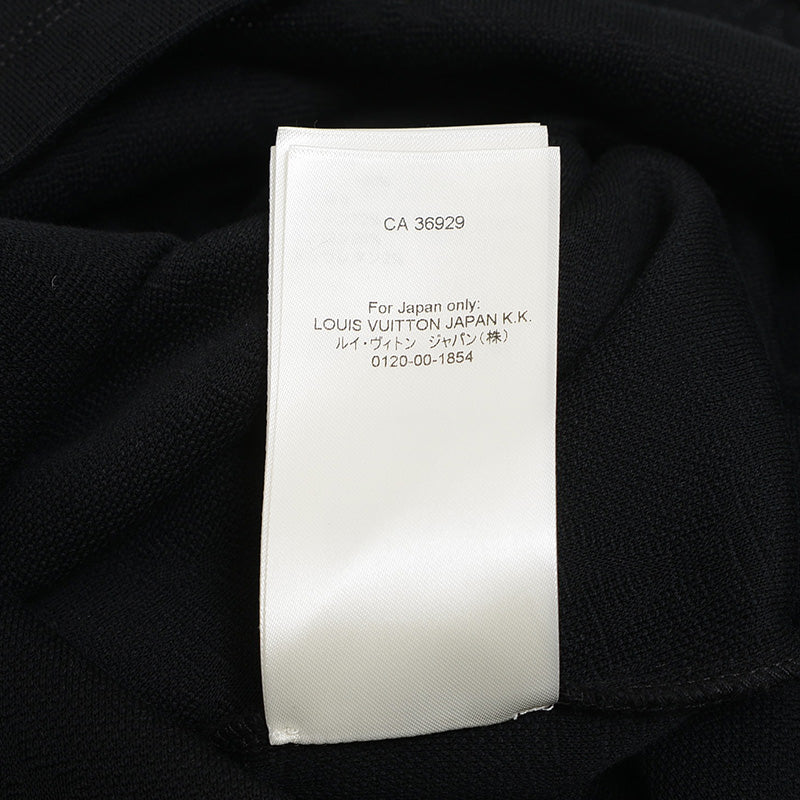 CA 36929
For Japan only:
LOUIS VUITTON JAPAN K.K.
ルイ・ヴィトン ジャパン(株)
0120-00-1854